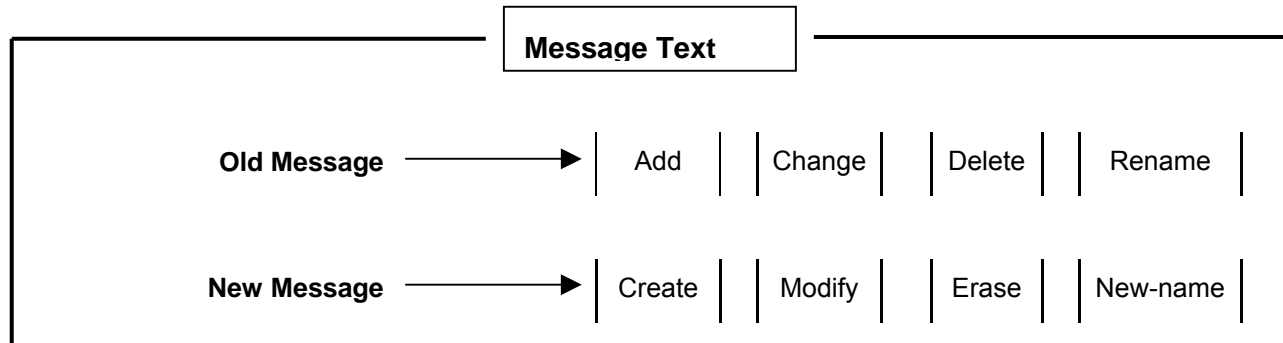 Message Text
Old Message Add Change Delete Rename
New Message Create Modify Erase New-name